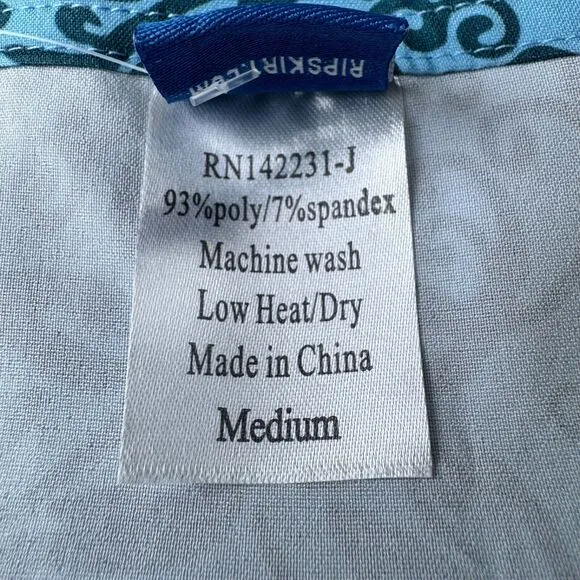 RIPSKIRT.COM
RN142231-J
93%poly/7%spandex
Machine wash
Low Heat/Dry
Made in China
Medium